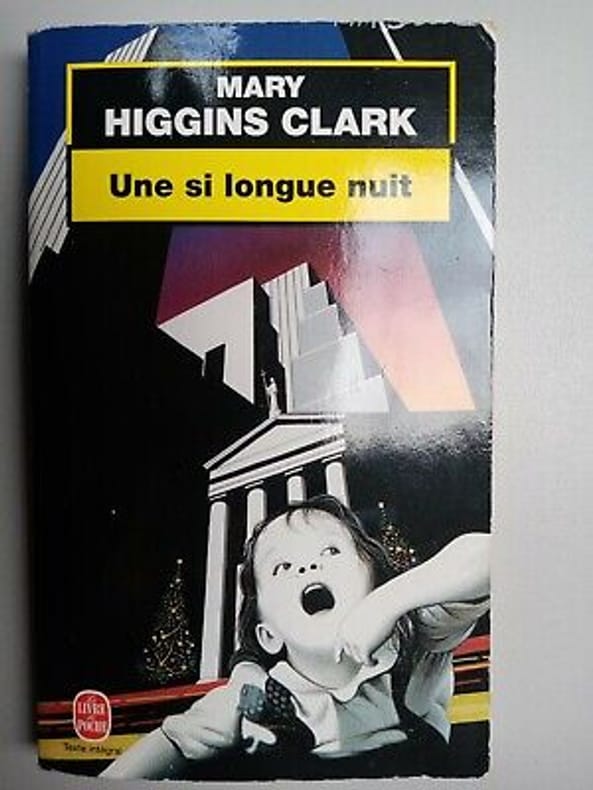 MARY
HIGGINS CLARK
Une si longue nuit
Le
LIVRE
de
POCHE
Texte intégral